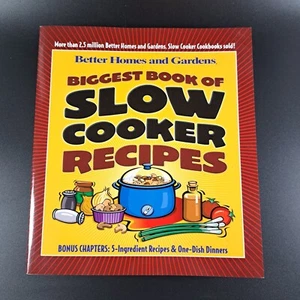 More than 2.5 million Better Homes and Gardens® Slow Cooker Cookbooks sold!
Better Homes and Gardens®
BIGGEST BOOK OF
SLOW
COOKER
RECIPES
BONUS CHAPTERS: 5-Ingredient Recipes & One-Dish Dinners